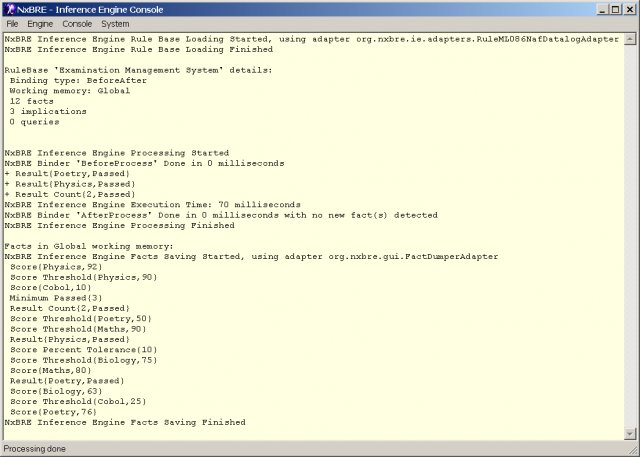 NxBRE - Inference Engine Console
File Engine Console System
NxBRE Inference Engine Rule Base Loading Started, using adapter org.nxbre.ie.adapters.RuleML086NafDatalogAdapter
NxBRE Inference Engine Rule Base Loading Finished
RuleBase 'Examination Management System' details:
Binding type: BeforeAfter
Working memory: Global
12 facts
3 implications
0 queries
NxBRE Inference Engine Processing Started
NxBRE Binder 'BeforeProcess' Done in 0 milliseconds
+ Result{Poetry,Passed}
+ Result{Physics,Passed}
+ Result Count{2,Passed}
NxBRE Inference Engine Execution Time: 70 milliseconds
NxBRE Binder 'AfterProcess' Done in 0 milliseconds with no new fact(s) detected
NxBRE Inference Engine Processing Finished
Facts in Global working memory:
NxBRE Inference Engine Facts Saving Started, using adapter org.nxbre.gui.FactDumperAdapter
Score{Physics,92}
Score Threshold{Physics,90}
Score{Cobol,10}
Minimum Passed{3}
Result Count{2,Passed}
Score Threshold{Poetry,50}
Score Threshold{Maths,90}
Result{Physics,Passed}
Score Percent Tolerance{10}
Score Threshold{Biology,75}
Score{Maths,80}
Result{Poetry,Passed}
Score{Biology,63}
Score Threshold{Cobol,25}
Score{Poetry,76}
NxBRE Inference Engine Facts Saving Finished
Processing done